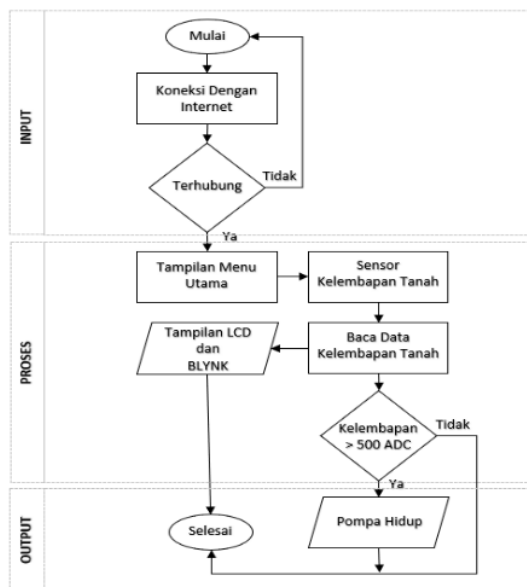 INPUT
Mulai
Koneksi Dengan
Internet
Terhubung
Tidak
Ya
PROSES
Tampilan Menu
Utama
Sensor
Kelembapan Tanah
Tampilan LCD
dan
BLYNK
Baca Data
Kelembapan Tanah
Kelembapan
> 500 ADC
Tidak
Ya
OUTPUT
Selesai
Pompa Hidup